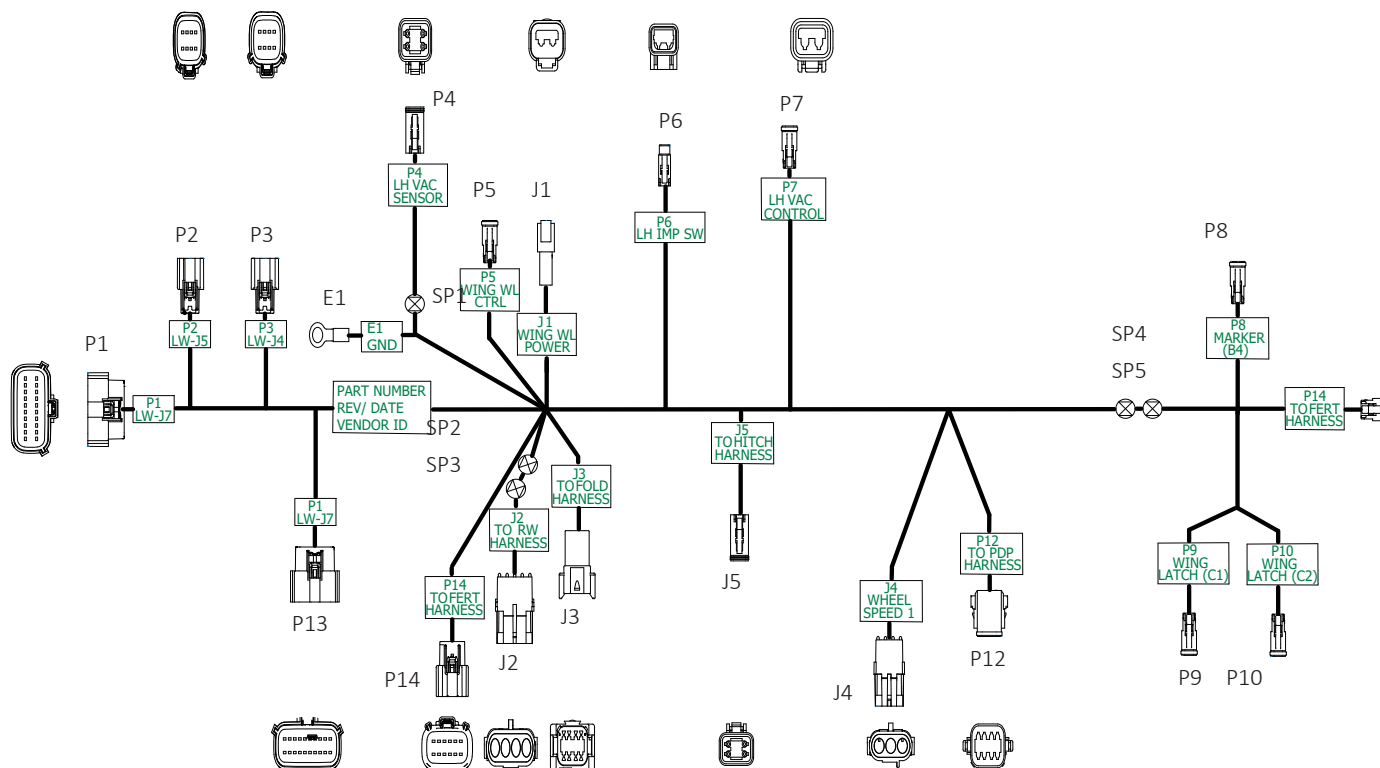 P4
P7
P6
P4
LH VAC
SENSOR
P7
LH VAC
CONTROL
P5
J1
P6
LH IMP SW
P2
P3
P8
P5
WING WL
CTRL
SP1
E1
P2
LW-J5
P3
LW-J4
E1
GND
J1
WING WL
POWER
SP4
P8
MARKER
(B4)
P1
SP5
P1
LW-J7
PART NUMBER
REV/ DATE
VENDOR ID
P14
TO FERT
HARNESS
SP2
SP3
J5
TO HITCH
HARNESS
J3
TO FOLD
HARNESS
P1
LW-J7
J2
TO RW
HARNESS
P12
TO PDP
HARNESS
P9
WING
LATCH (C1)
P10
WING
LATCH (C2)
P14
TO FERT
HARNESS
J5
J4
WHEEL
SPEED 1
P13
J3
J2
P12
P14
J4
P9
P10